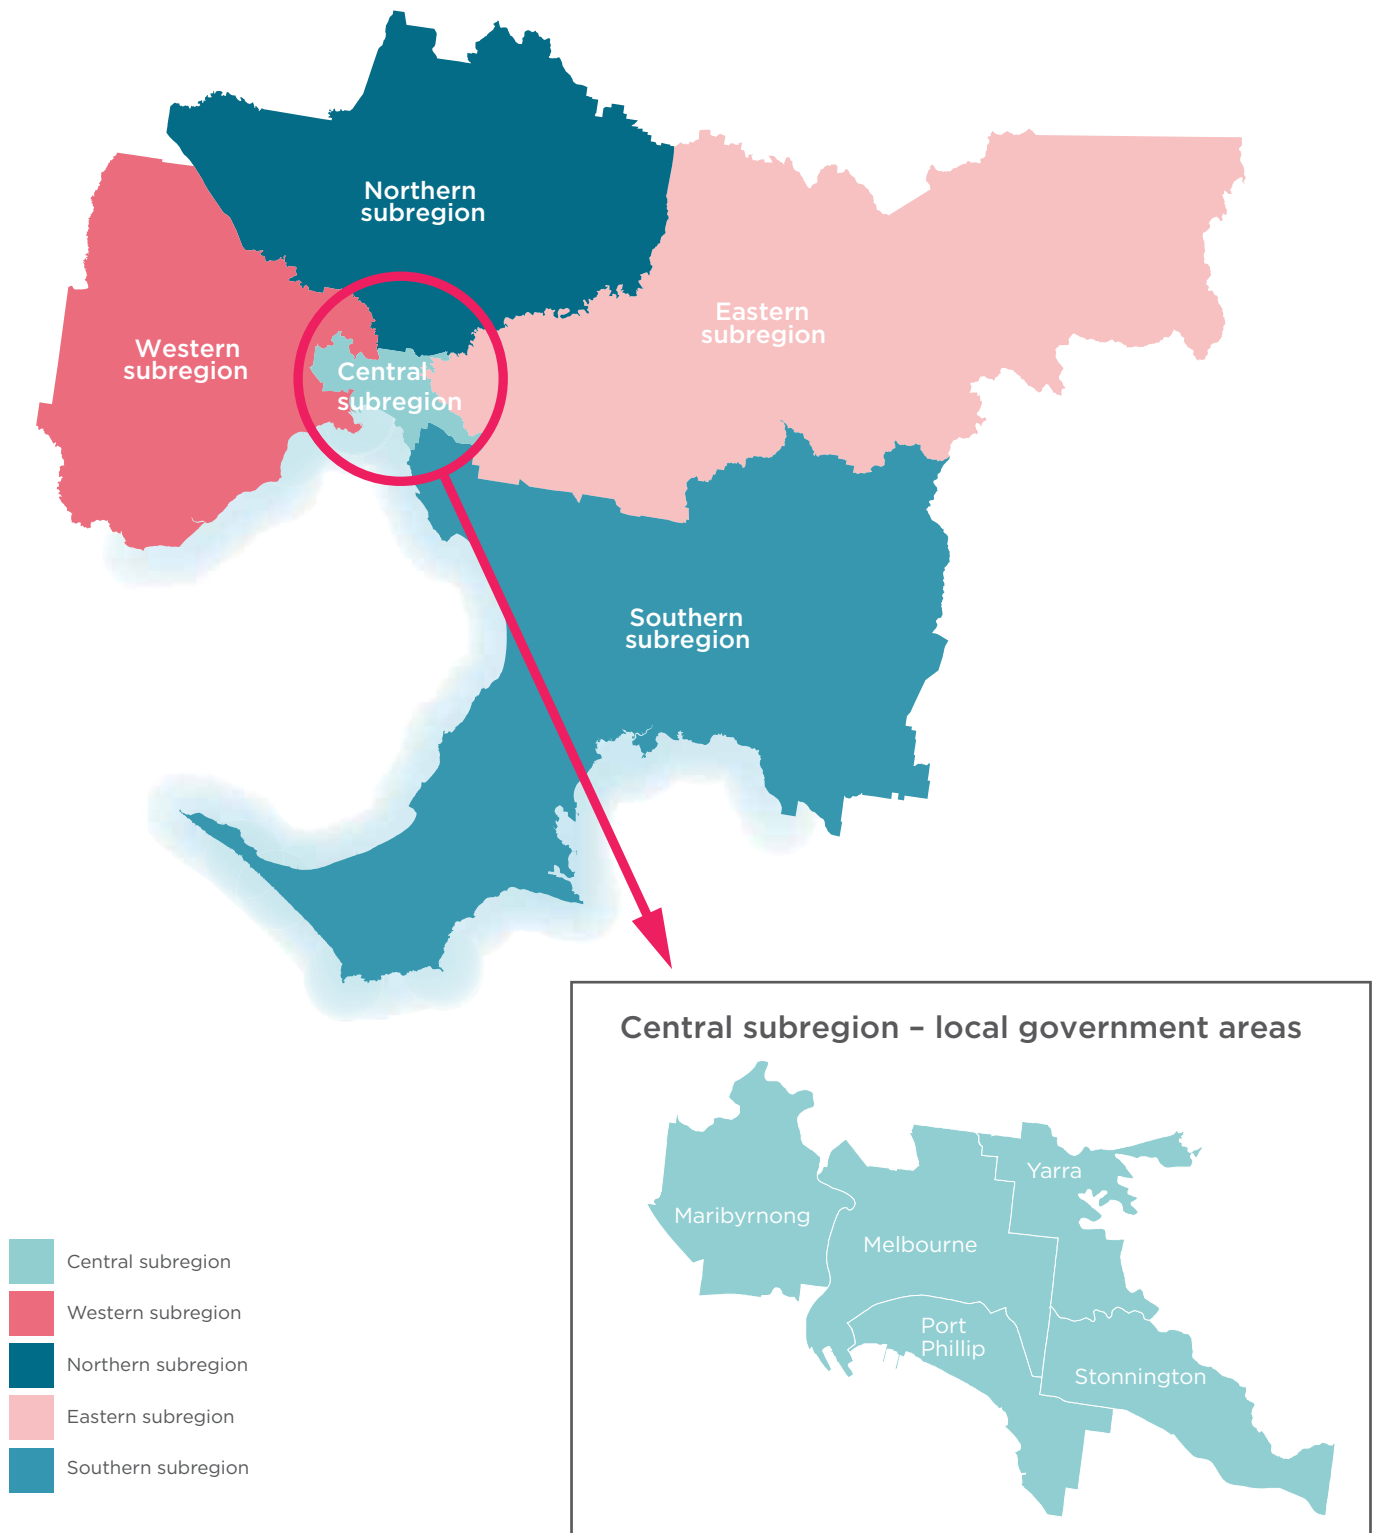 Northern
subregion
Eastern
subregion
Western
subregion
Central
subregion
Southern
subregion
Central subregion – local government areas
Yarra
Maribyrnong
Melbourne
Port
Phillip
Stonnington
Central subregion
Western subregion
Northern subregion
Eastern subregion
Southern subregion